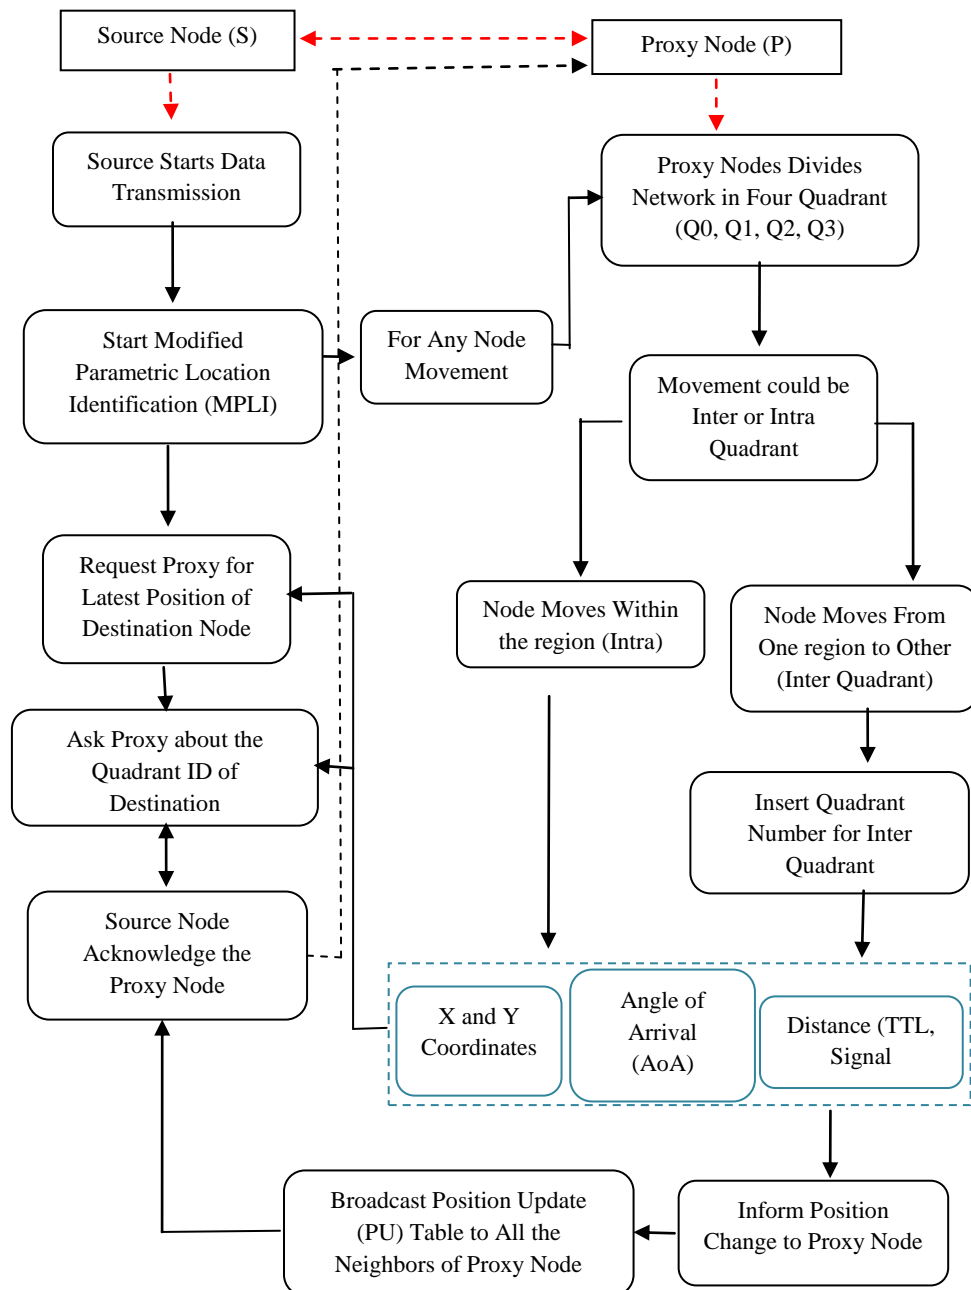 Source Node (S)
Proxy Node (P)
Source Starts Data
Transmission
Proxy Nodes Divides
Network in Four Quadrant
(Q0, Q1, Q2, Q3)
Start Modified
Parametric Location
Identification (MPLI)
For Any Node
Movement
Movement could be
Inter or Intra
Quadrant
Request Proxy for
Latest Position of
Destination Node
Node Moves Within
the region (Intra)
Node Moves From
One region to Other
(Inter Quadrant)
Ask Proxy about the
Quadrant ID of
Destination
Insert Quadrant
Number for Inter
Quadrant
Source Node
Acknowledge the
Proxy Node
X and Y
Coordinates
Angle of
Arrival
(AoA)
Distance (TTL,
Signal
Broadcast Position Update
(PU) Table to All the
Neighbors of Proxy Node
Inform Position
Change to Proxy Node